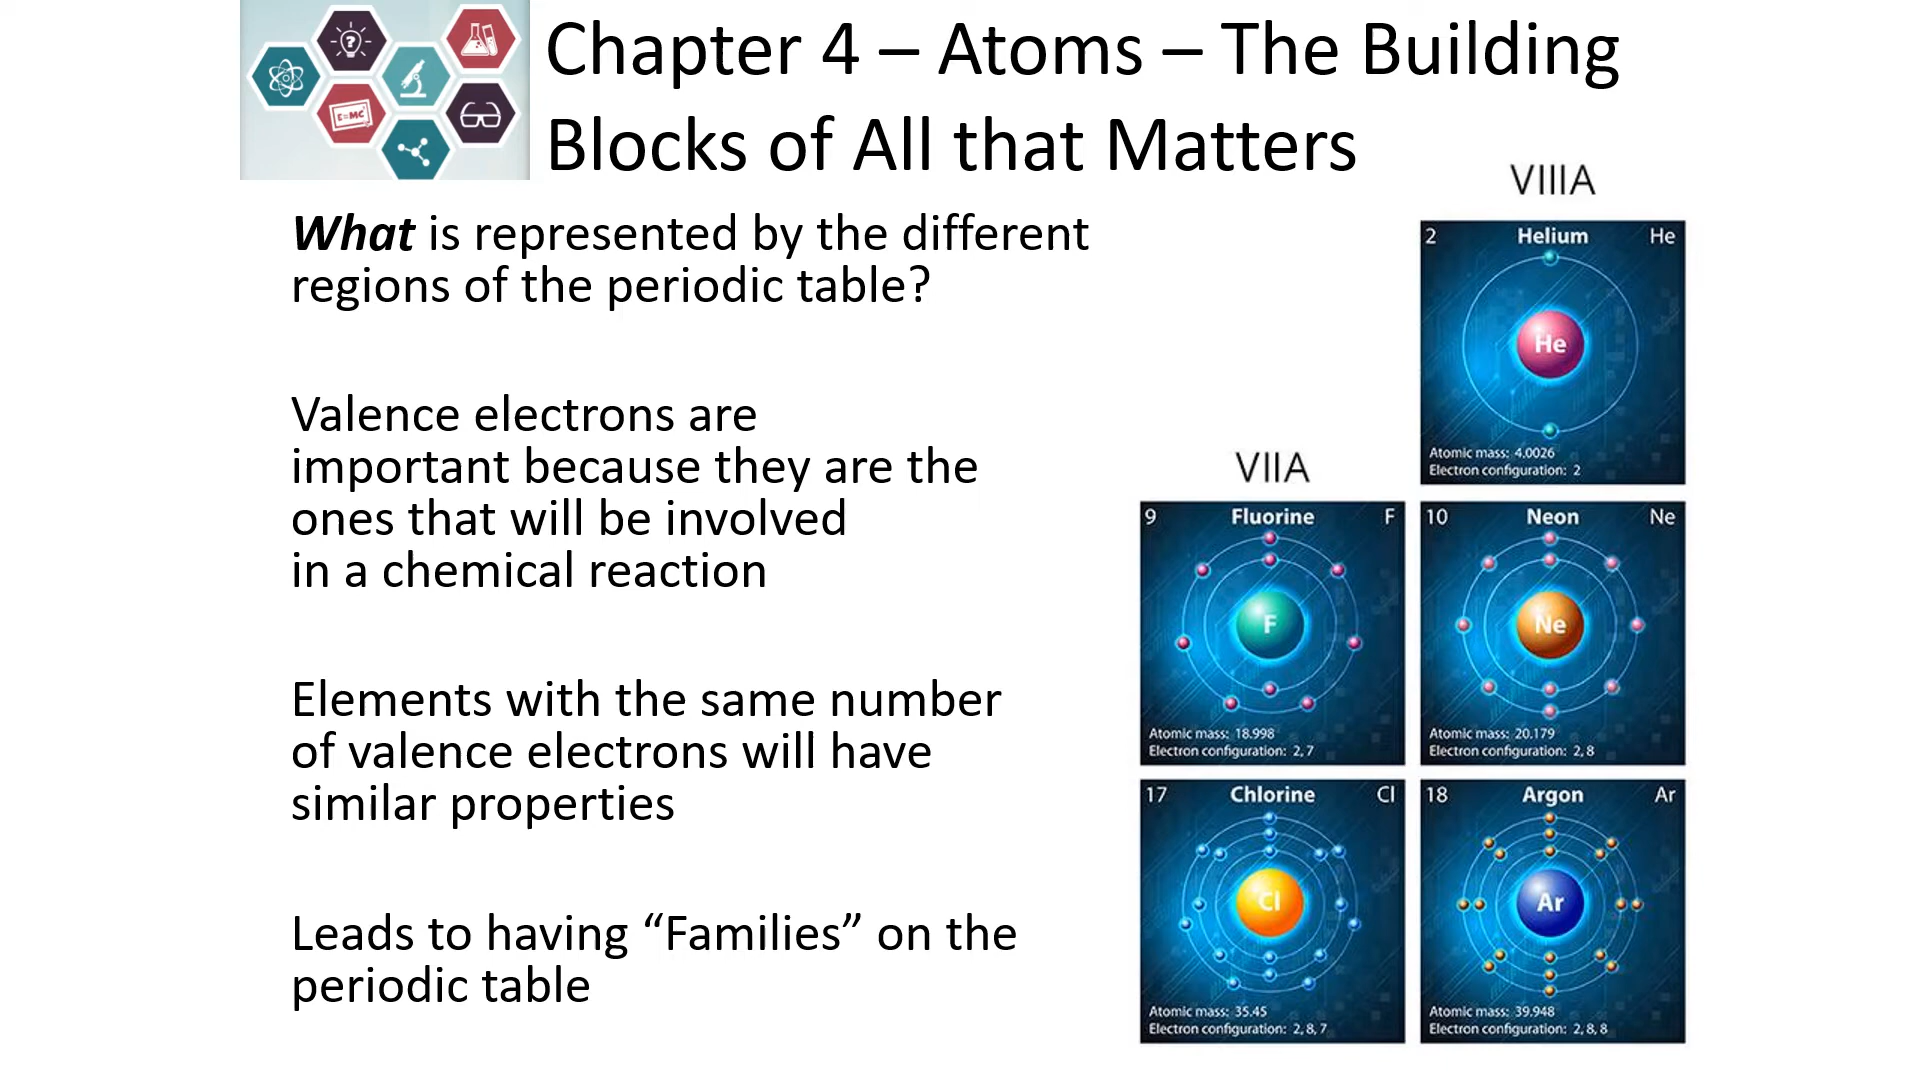 Chapter 4 – Atoms – The Building
Blocks of All that Matters
?
E=MC²
What is represented by the different
regions of the periodic table?
Valence electrons are
important because they are the
ones that will be involved
in a chemical reaction
Elements with the same number
of valence electrons will have
similar properties
Leads to having “Families” on the
periodic table
VIIIA
2 Helium He
He
Atomic mass: 4.0026
Electron configuration: 2
VIIA
9 Fluorine F
F
Atomic mass: 18.998
Electron configuration: 2, 7
10 Neon Ne
Ne
Atomic mass: 20.179
Electron configuration: 2, 8
17 Chlorine Cl
Cl
Atomic mass: 35.45
Electron configuration: 2, 8, 7
18 Argon Ar
Ar
Atomic mass: 39.948
Electron configuration: 2, 8, 8